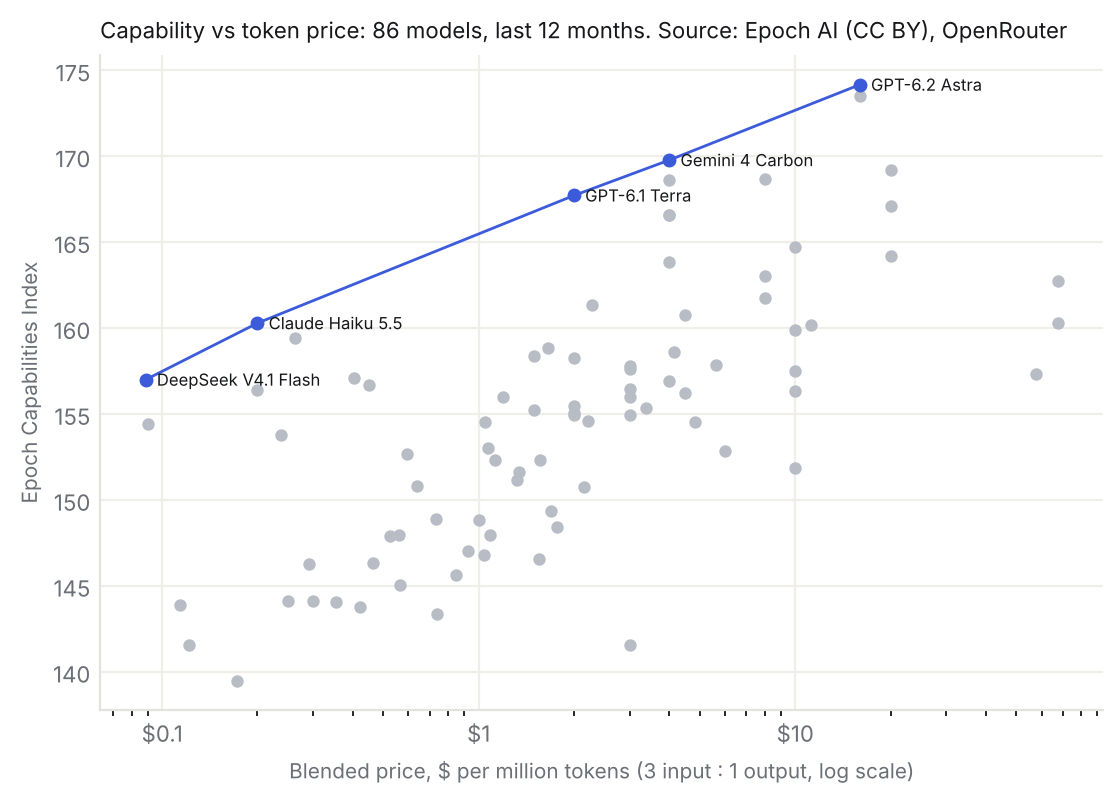 Capability vs token price: 86 models, last 12 months. Source: Epoch AI (CC BY), OpenRouter
175
GPT-6.2 Astra
170
Gemini 4 Carbon
GPT-6.1 Terra
165
160
Claude Haiku 5.5
DeepSeek V4.1 Flash
155
150
145
140
Epoch Capabilities Index
$0.1
$1
$10
Blended price, $ per million tokens (3 input : 1 output, log scale)